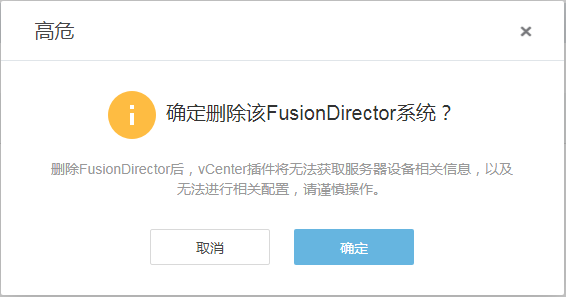 高危
确定删除该FusionDirector系统？
删除FusionDirector后，vCenter插件将无法获取服务器设备相关信息，以及
无法进行相关配置，请谨慎操作。
取消
确定